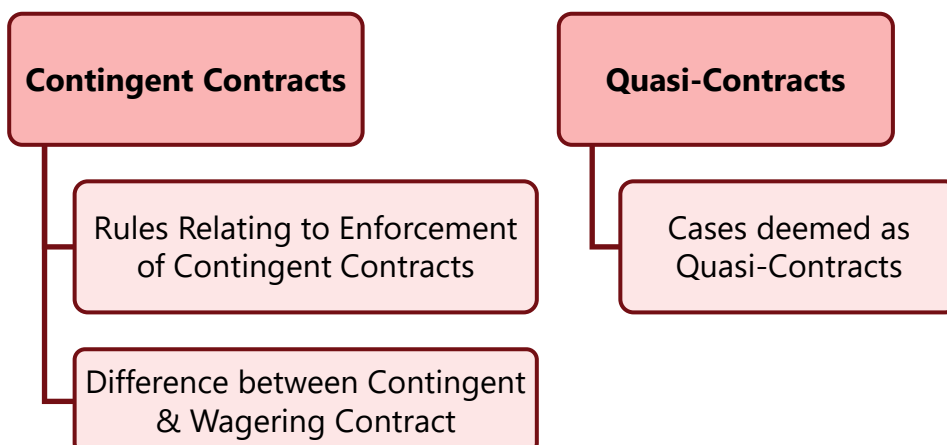 Contingent Contracts
Rules Relating to Enforcement
of Contingent Contracts
Difference between Contingent
& Wagering Contract
Quasi-Contracts
Cases deemed as
Quasi-Contracts